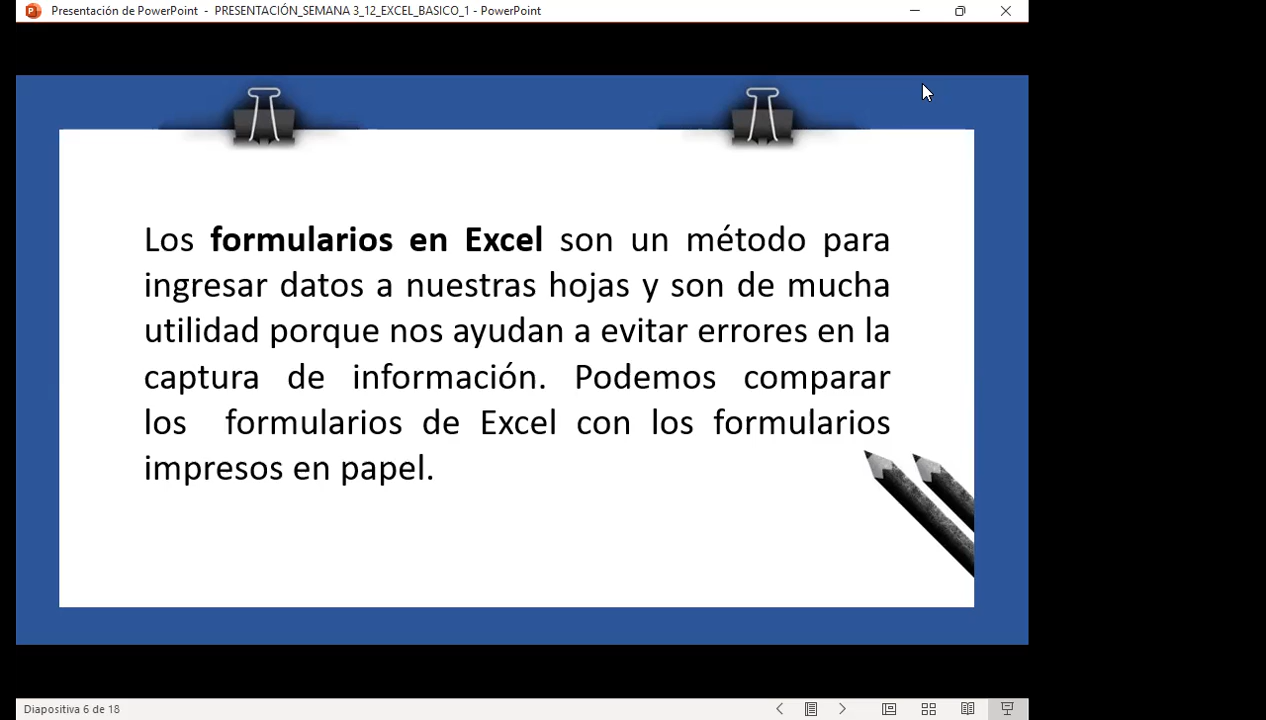 Presentación de PowerPoint - PRESENTACIÓN_SEMANA 3_12_EXCEL_BASICO_1 - PowerPoint
Los formularios en Excel son un método para
ingresar datos a nuestras hojas y son de mucha
utilidad porque nos ayudan a evitar errores en la
captura de información. Podemos comparar
los formularios de Excel con los formularios
impresos en papel.
Diapositiva 6 de 18